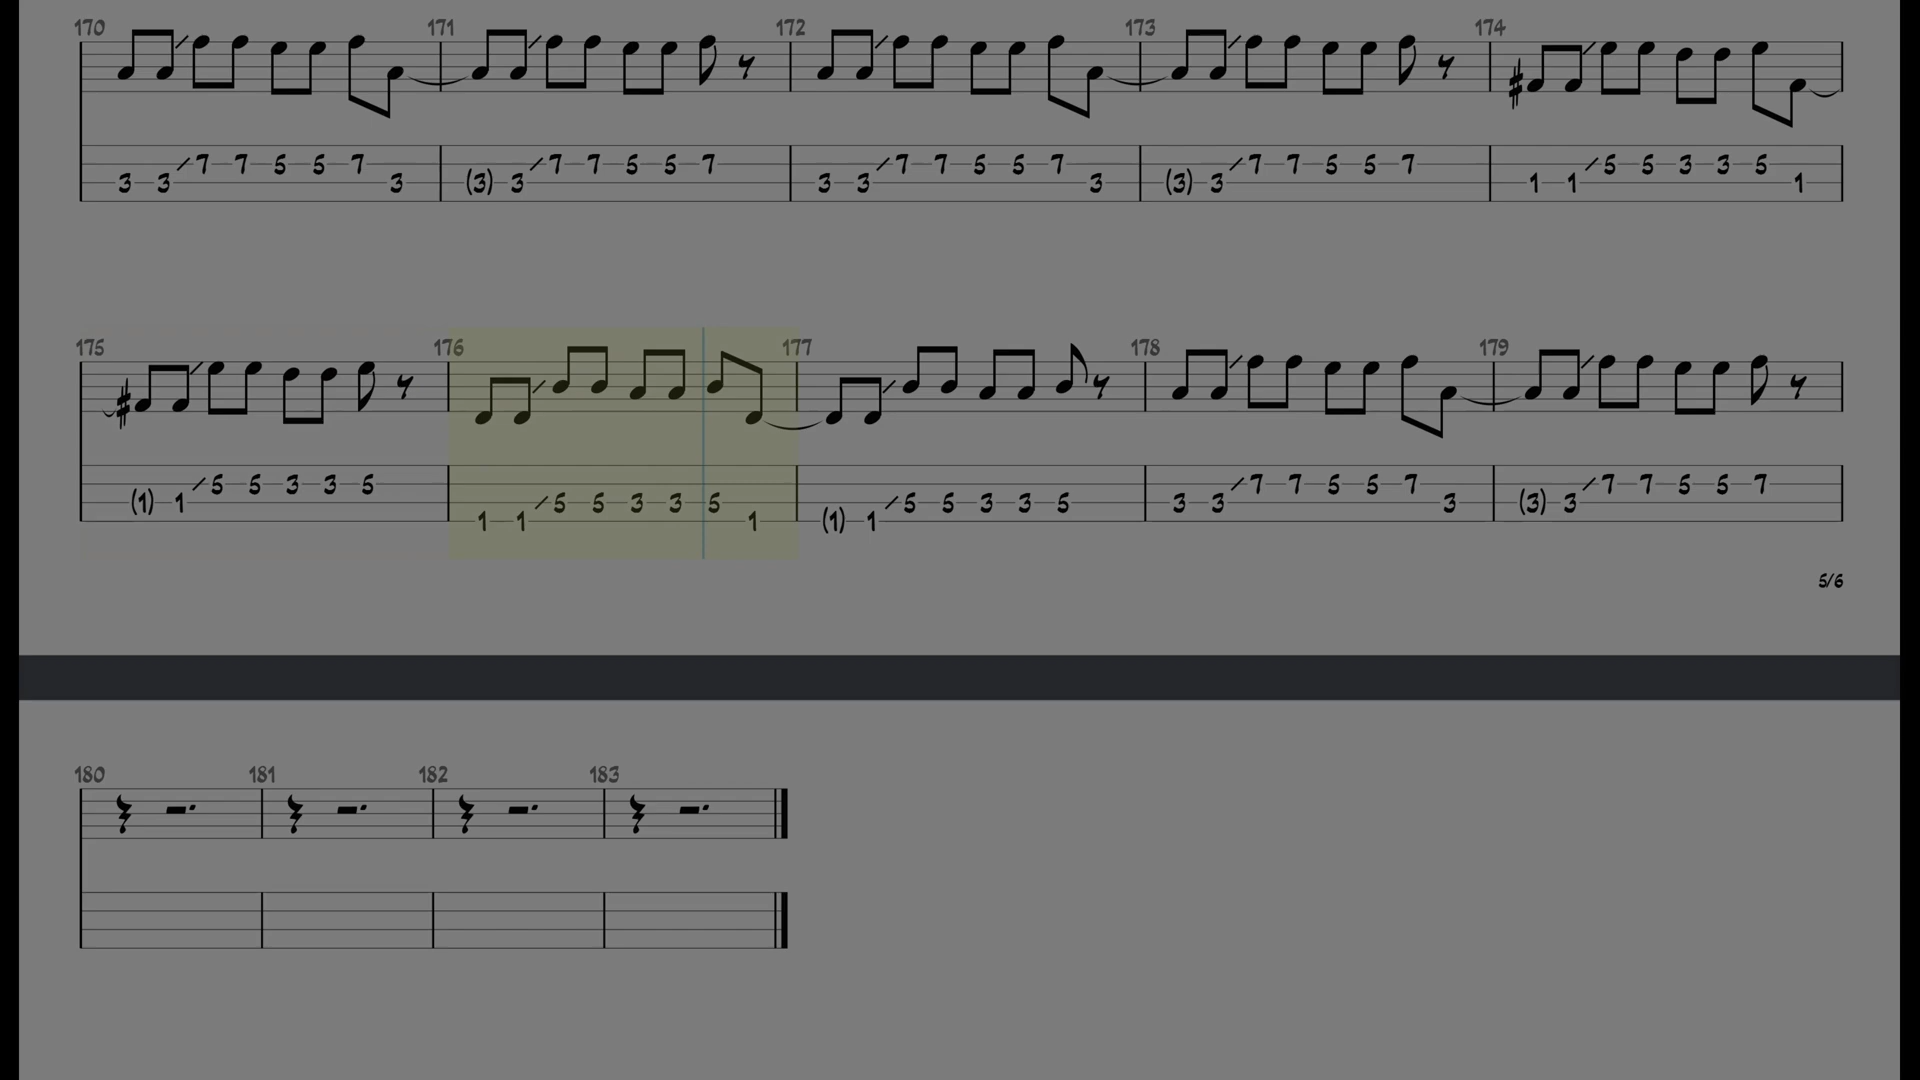 170 171 172 173 174
7 7 5 5 7 7 7 5 5 7 7 7 5 5 7 7 7 5 5 7 5 5 3 3 5
3 3 3 (3) 3 3 3 3 (3) 3 1 1 1
175 176 177 178 179
5 5 3 3 5 7 7 5 5 7 7 7 5 5 7
(1) 1 5 5 3 3 5 5 5 3 3 5 3 3 3 (3) 3
1 1 1 (1) 1
5/6
180 181 182 183